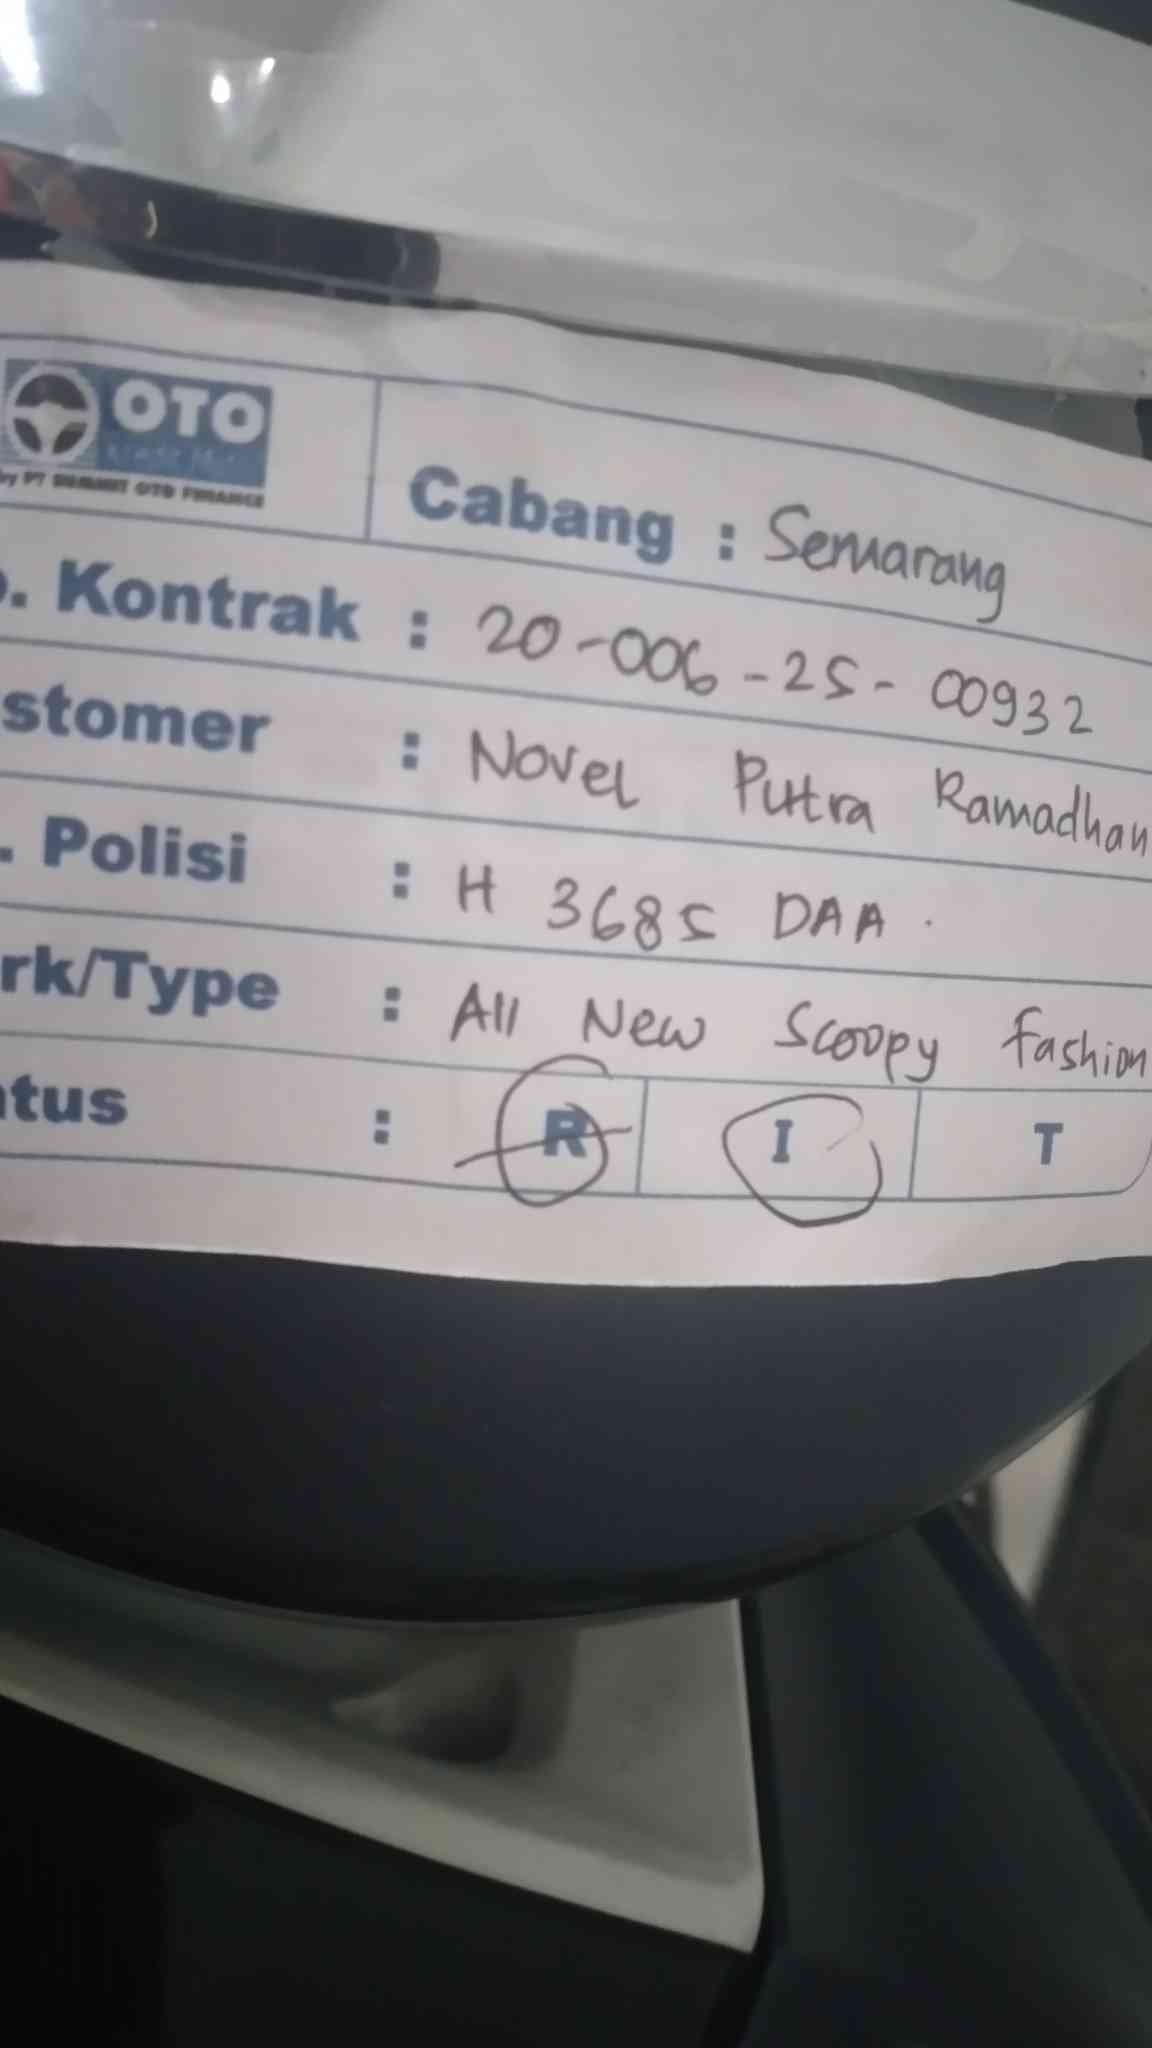 OTO
by PT SUMMIT OTO FINANCE
Cabang : Semarang
o. Kontrak : 20-006-25-00932
stomer : Novel Putra Ramadhan
. Polisi : H 3685 DAA.
rk/Type : All New Scoopy Fashion
atus : R I T